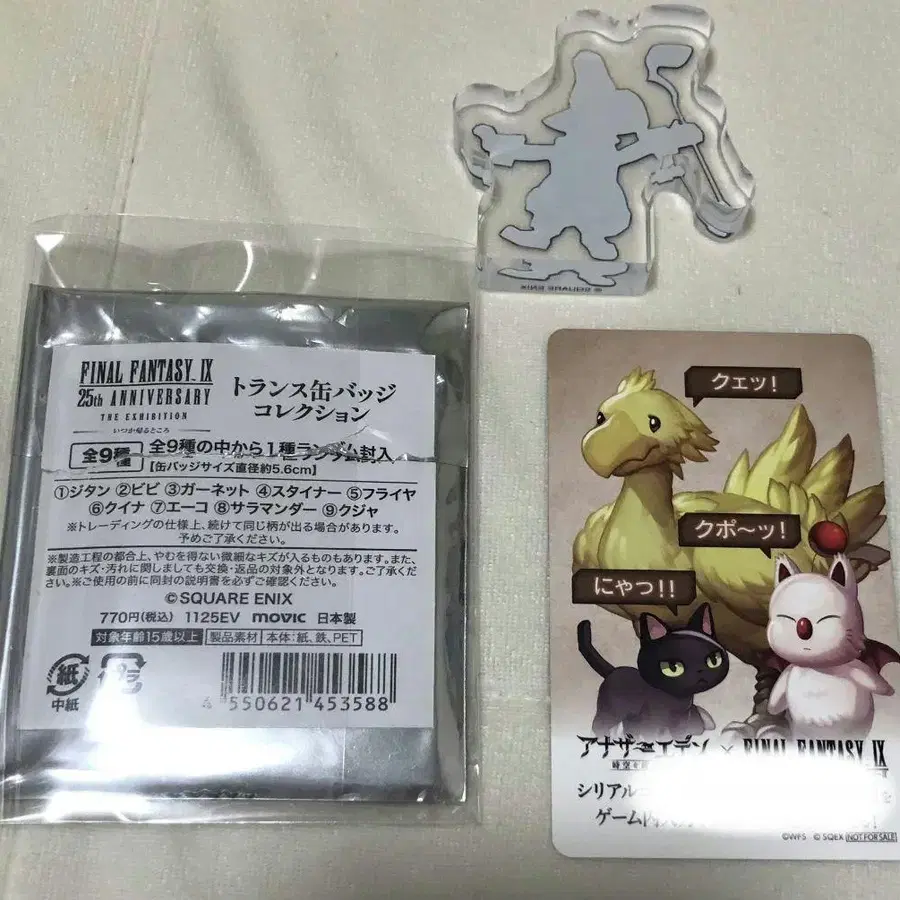 FINAL FANTASY IX
25th ANNIVERSARY
THE EXHIBITION
いつか帰るところ
トランス缶バッジ
コレクション
全9種
全9種の中から1種ランダム封入
【缶バッジサイズ直径約5.6cm】
①ジタン ②ビビ ③ガーネット ④スタイナー ⑤フライヤ
⑥クイナ ⑦エーコ ⑧サラマンダー ⑨クジャ
※トレーディングの仕様上、続けて同じ柄が出る場合があります。
予めご了承ください。
※製造工程の都合上、やむを得ない微細なキズが入るものもあります。また、
裏面のキズ・汚れに関しましても交換・返品の対象外となります。ご了承くだ
さい。※ご使用の前に同封の説明書を必ずご確認ください。
©SQUARE ENIX
770円(税込) 1125EV movic 日本製
対象年齢15歳以上 製品素材 本体:紙、鉄、PET
紙
中紙
プラ
4 550621 453588
© SQUARE ENIX
クエッ!
クポ〜ッ!
にゃっ!!
アナザーエデン × FINAL FANTASY IX
時空を
シリアルコ を
ゲーム内
©WFS © SQEX NOT FOR SALE